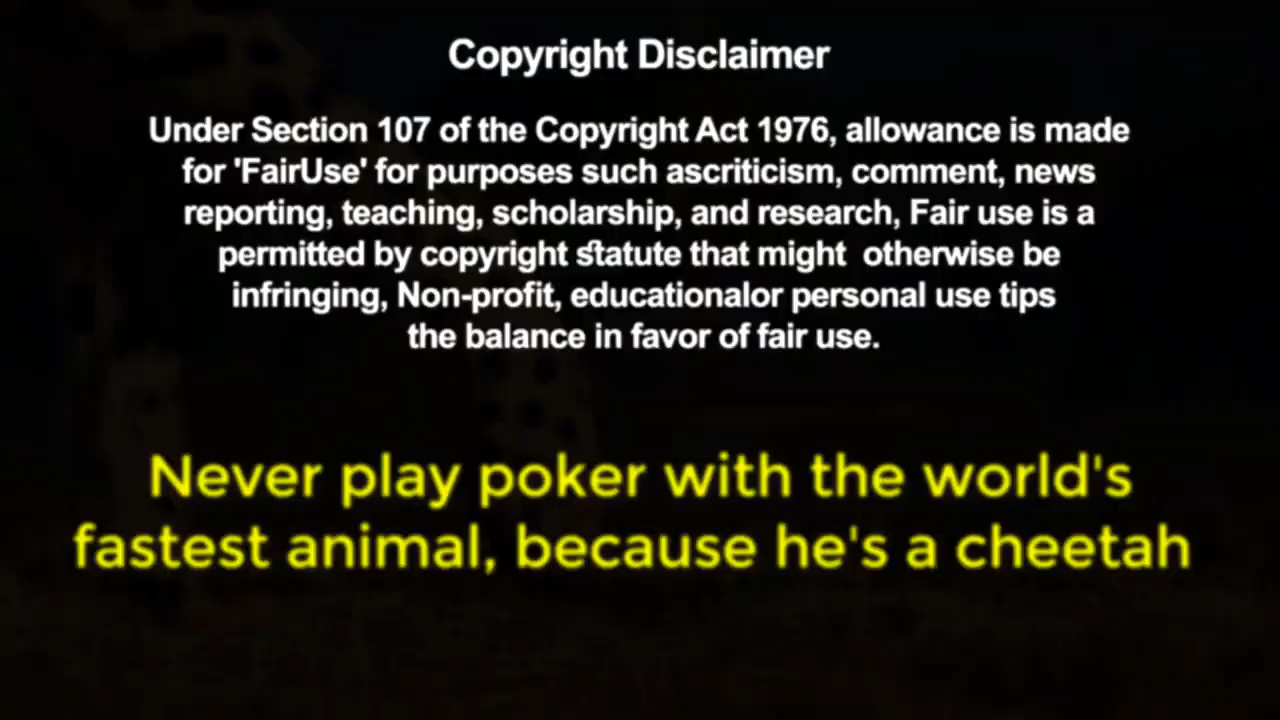 Copyright Disclaimer
Under Section 107 of the Copyright Act 1976, allowance is made
for 'FairUse' for purposes such ascriticism, comment, news
reporting, teaching, scholarship, and research, Fair use is a
permitted by copyright statute that might  otherwise be
infringing, Non-profit, educationalor personal use tips
the balance in favor of fair use.
Never play poker with the world's
fastest animal, because he's a cheetah